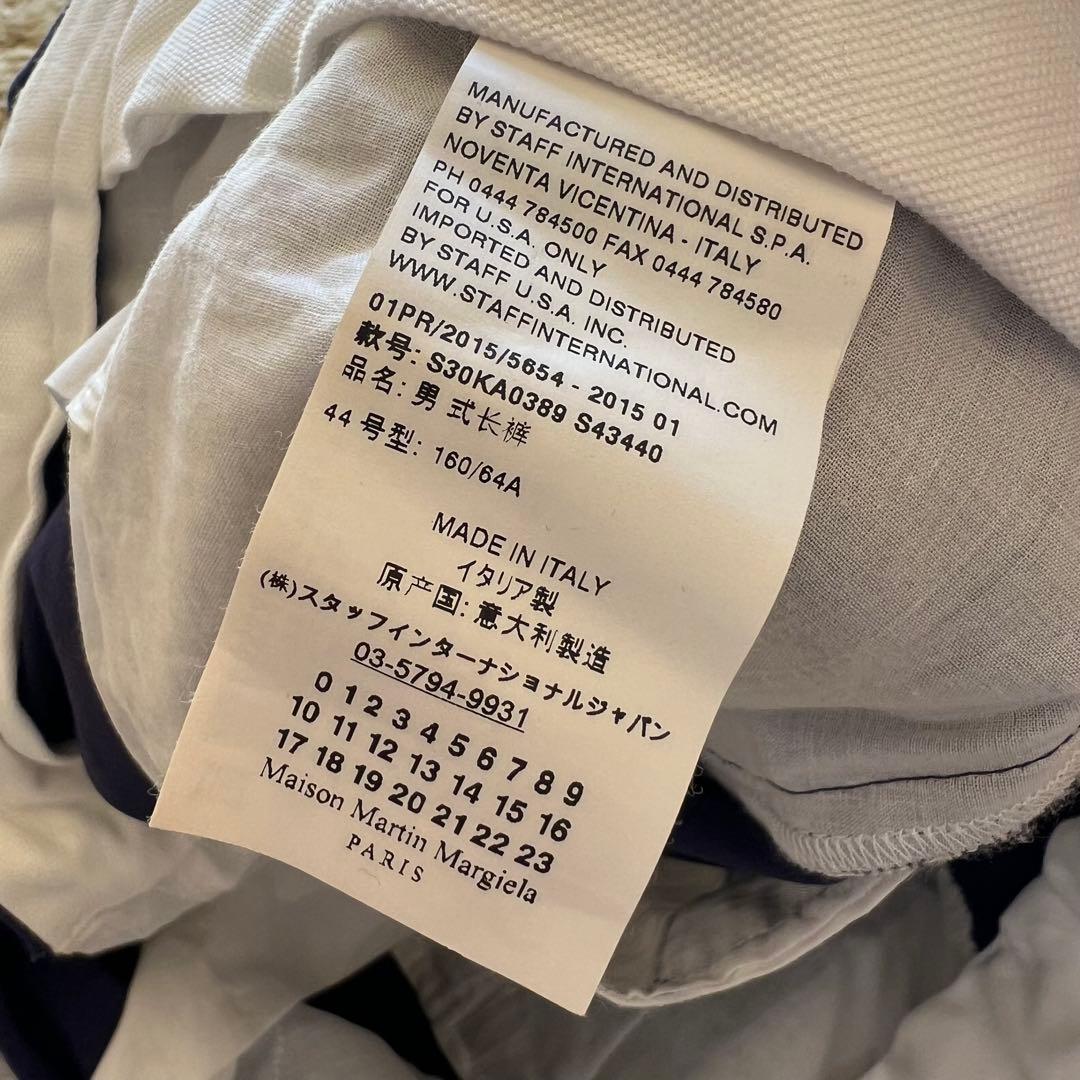 MANUFACTURED AND DISTRIBUTED
BY STAFF INTERNATIONAL S.P.A.
NOVENTA VICENTINA - ITALY
PH 0444 784500 FAX 0444 784580
FOR U.S.A. ONLY
IMPORTED AND DISTRIBUTED
BY STAFF U.S.A. INC.
WWW.STAFFINTERNATIONAL.COM
01PR/2015/5654 - 2015 01
款号: S30KA0389 S43440
品名: 男式长裤
44 号型: 160/64A
MADE IN ITALY
イタリア製
原产国: 意大利製造
(株)スタッフインターナショナルジャパン
03-5794-9931
0 1 2 3 4 5 6 7 8 9
10 11 12 13 14 15 16
17 18 19 20 21 22 23
Maison Martin Margiela
PARIS